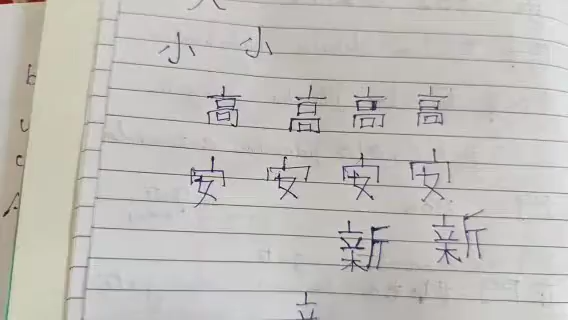 小 小
高 高 高 高
安 安 安 安
新 新